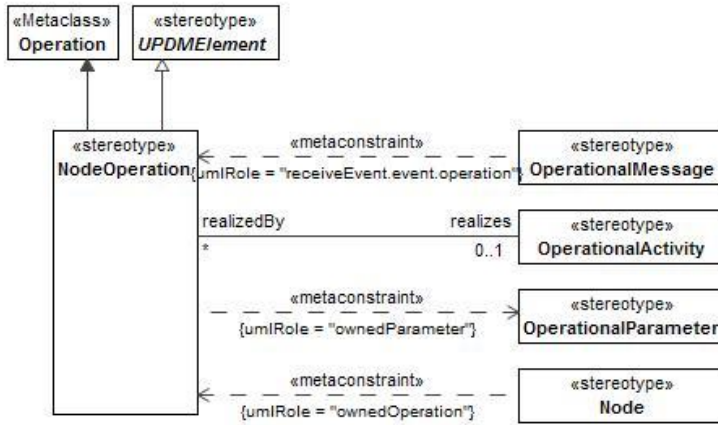 «Metaclass»
Operation
«stereotype»
UPDMElement
«stereotype»
NodeOperation
«metaconstraint»
{umlRole = "receiveEvent.event.operation"}
«stereotype»
OperationalMessage
realizedBy
realizes
*
0..1
«stereotype»
OperationalActivity
«metaconstraint»
{umlRole = "ownedParameter"}
«stereotype»
OperationalParameter
«metaconstraint»
{umlRole = "ownedOperation"}
«stereotype»
Node